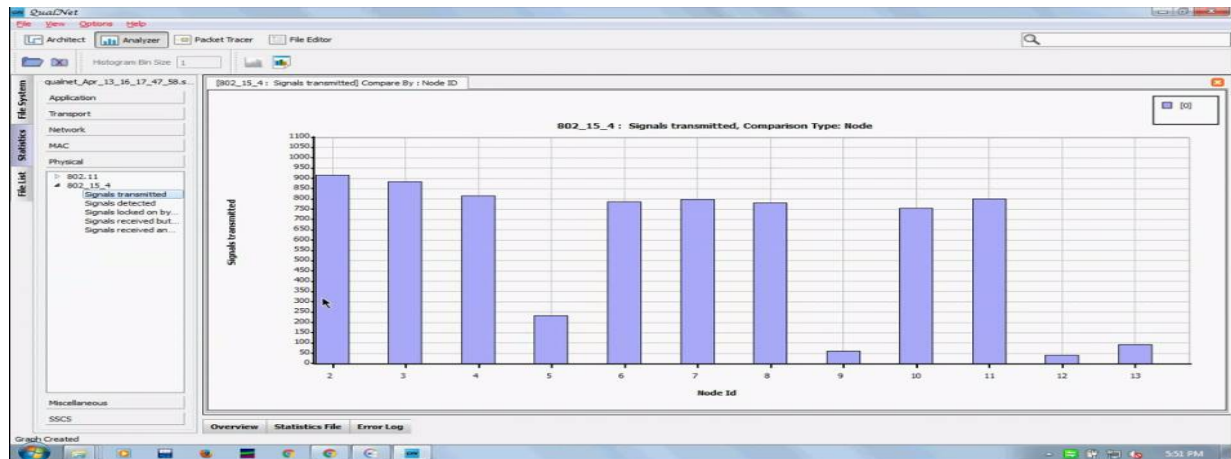 QualNet
File View Options Help
Architect Analyzer Packet Tracer File Editor
Histogram Bin Size 1
File System
Statistics
File List
qualnet_Apr_13_16_17_47_58.s...
Application
Transport
Network
MAC
Physical
802.11
802_15_4
Signals transmitted
Signals detected
Signals locked on by...
Signals received but...
Signals received an...
Miscellaneous
SSCS
[802_15_4 : Signals transmitted] Compare By : Node ID
802_15_4 : Signals transmitted, Comparison Type: Node
[0]
Signals transmitted
1100
1050
1000
950
900
850
800
750
700
650
600
550
500
450
400
350
300
250
200
150
100
50
0
2 3 4 5 6 7 8 9 10 11 12 13
Node Id
Overview Statistics File Error Log
Graph Created
5:51 PM